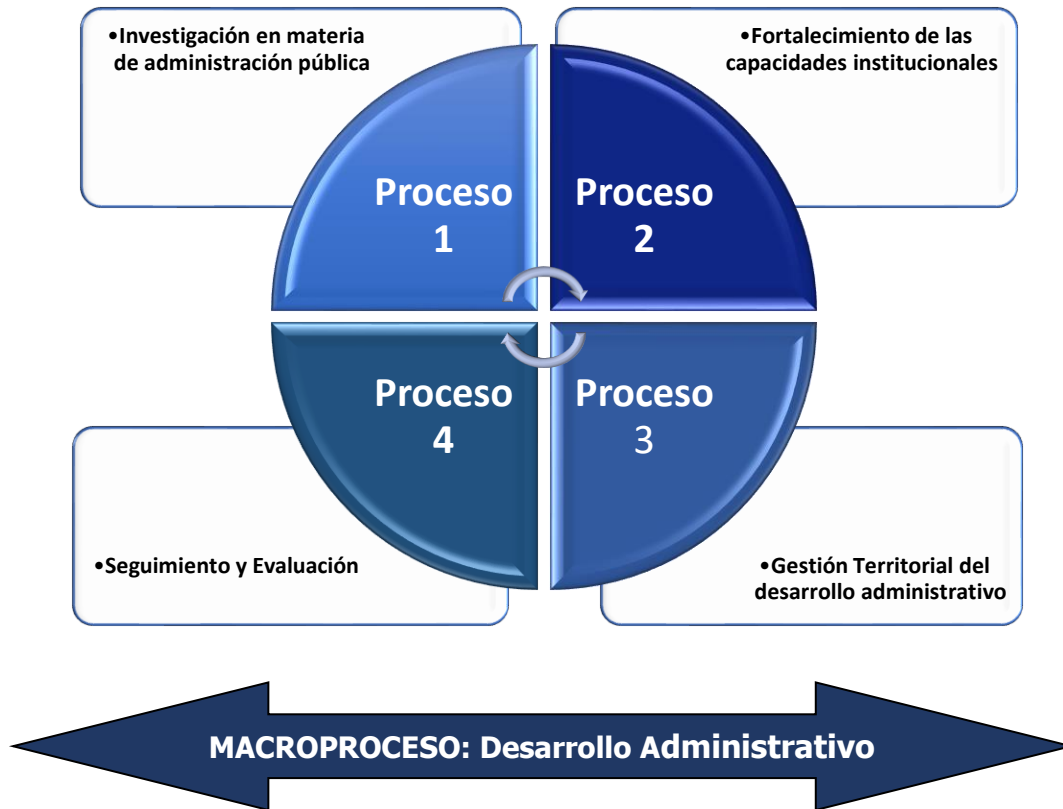 •Investigación en materia
de administración pública
•Fortalecimiento de las
capacidades institucionales
Proceso
1
Proceso
2
Proceso
4
Proceso
3
•Seguimiento y Evaluación
•Gestión Territorial del
desarrollo administrativo
MACROPROCESO: Desarrollo Administrativo